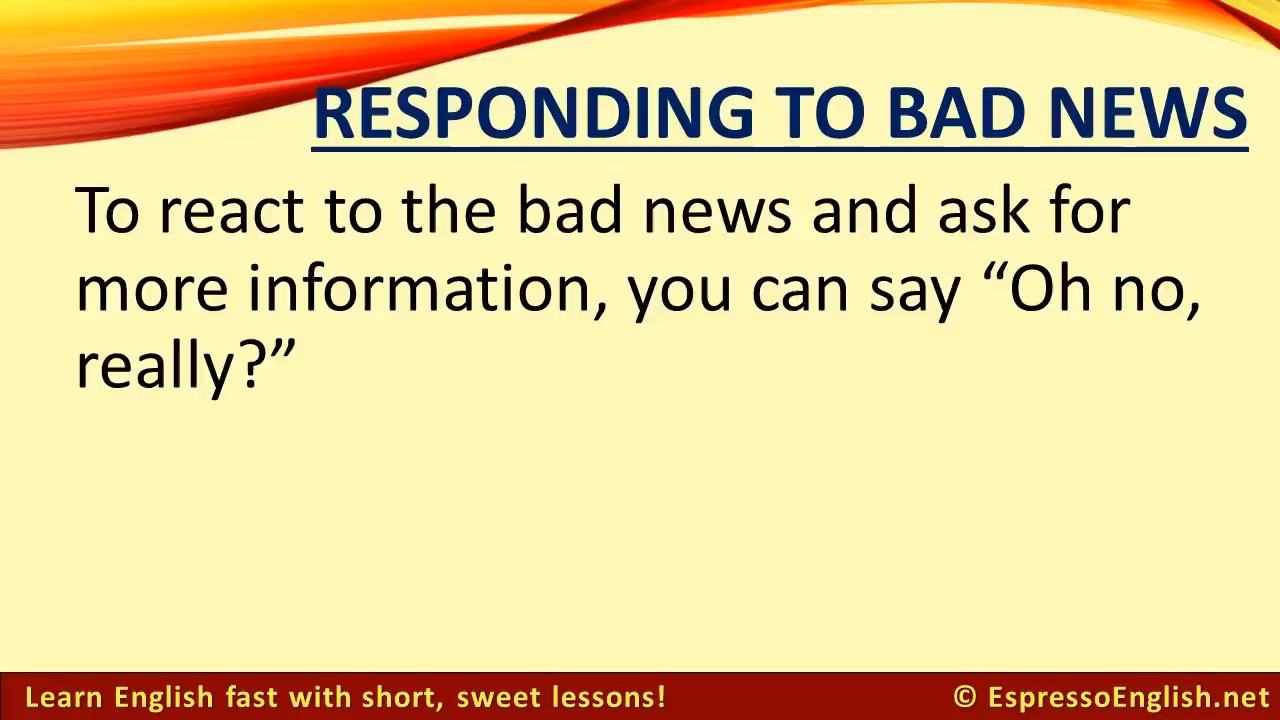 RESPONDING TO BAD NEWS
To react to the bad news and ask for
more information, you can say “Oh no,
really?”
Learn English fast with short, sweet lessons!
© EspressoEnglish.net